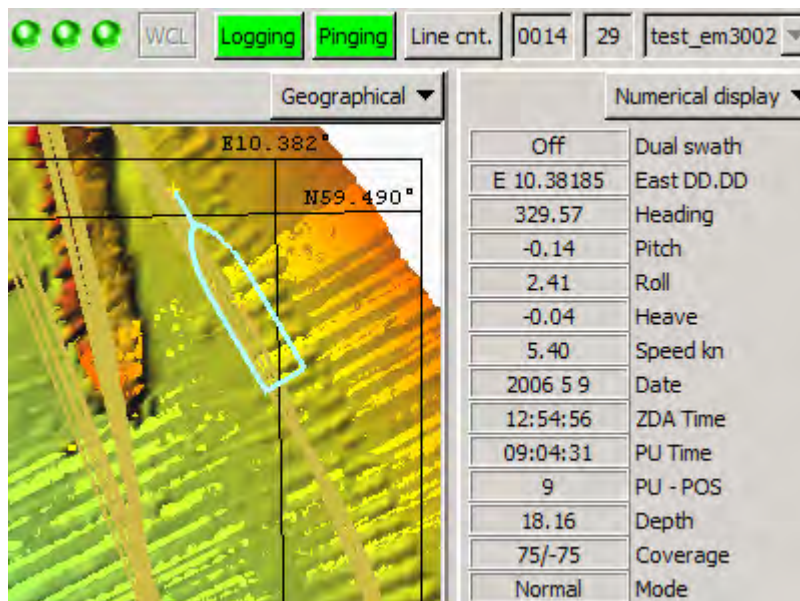 WCL Logging Pinging Line cnt. 0014 29 test_em3002
Geographical Numerical display
E10.382°
N59.490°
Off Dual swath
E 10.38185 East DD.DD
329.57 Heading
-0.14 Pitch
2.41 Roll
-0.04 Heave
5.40 Speed kn
2006 5 9 Date
12:54:56 ZDA Time
09:04:31 PU Time
9 PU - POS
18.16 Depth
75/-75 Coverage
Normal Mode